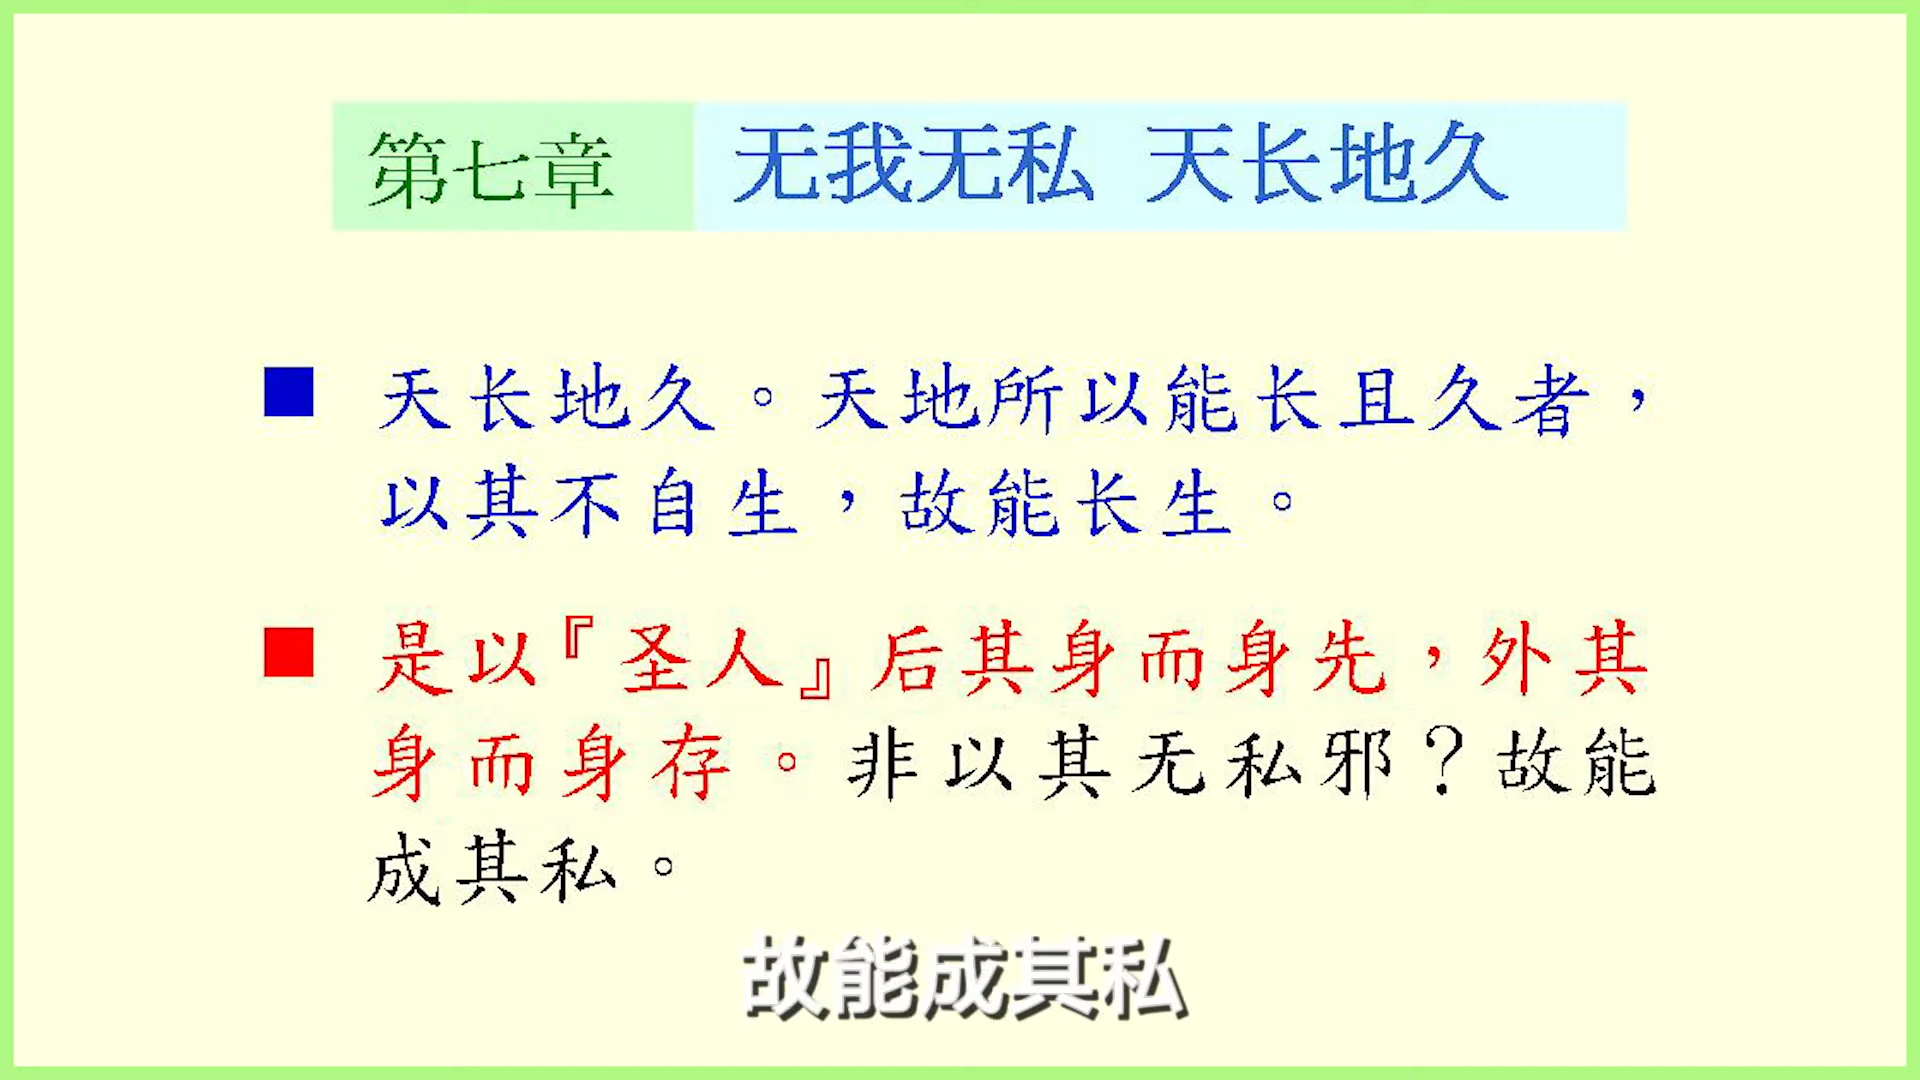 第七章 无我无私 天长地久
天长地久。天地所以能长且久者，
以其不自生，故能长生。
是以『圣人』后其身而身先，外其
身而身存。非以其无私邪？故能
成其私。
故能成其私